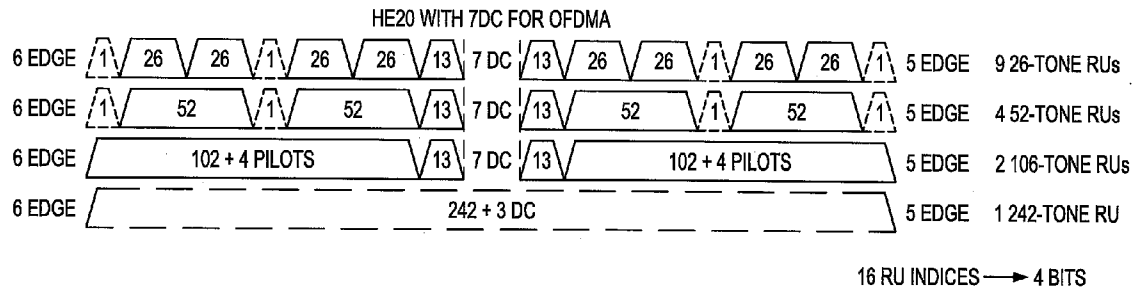 HE20 WITH 7DC FOR OFDMA
6 EDGE 1 26 26 1 26 26 13 7 DC 13 26 26 1 26 26 1 5 EDGE 9 26-TONE RUs
6 EDGE 1 52 1 52 13 7 DC 13 52 1 52 1 5 EDGE 4 52-TONE RUs
6 EDGE 102 + 4 PILOTS 13 7 DC 13 102 + 4 PILOTS 5 EDGE 2 106-TONE RUs
6 EDGE 242 + 3 DC 5 EDGE 1 242-TONE RU
16 RU INDICES → 4 BITS